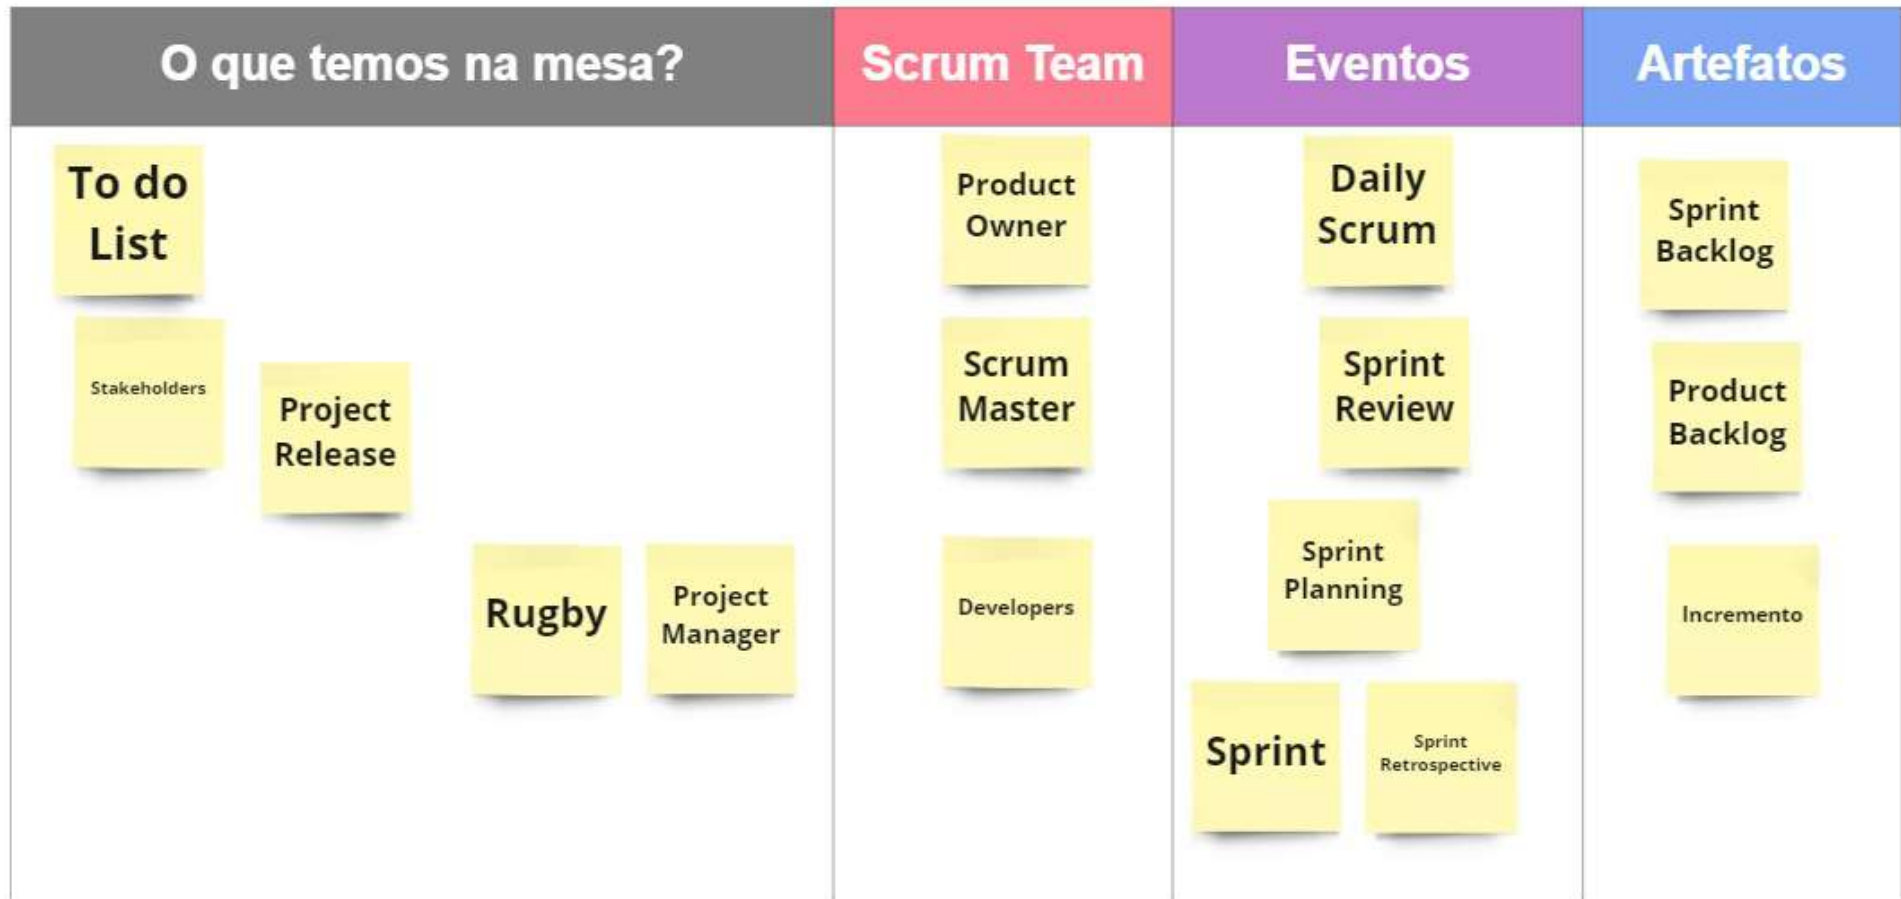 O que temos na mesa?
Scrum Team
Eventos
Artefatos
To do
List
Stakeholders
Project
Release
Rugby
Project
Manager
Product
Owner
Scrum
Master
Developers
Daily
Scrum
Sprint
Review
Sprint
Planning
Sprint
Sprint
Retrospective
Sprint
Backlog
Product
Backlog
Incremento